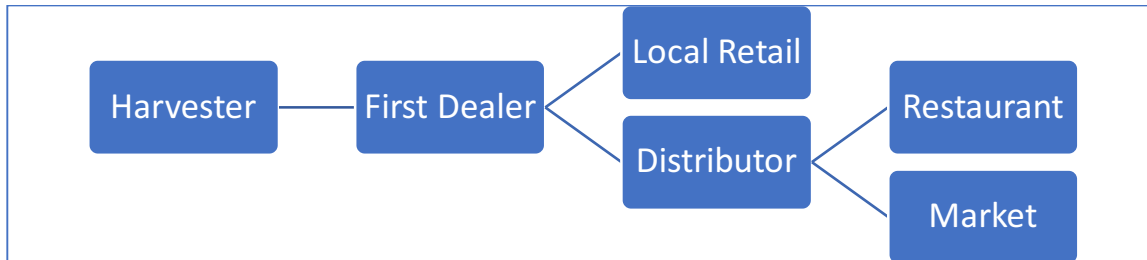 Harvester
First Dealer
Local Retail
Distributor
Restaurant
Market